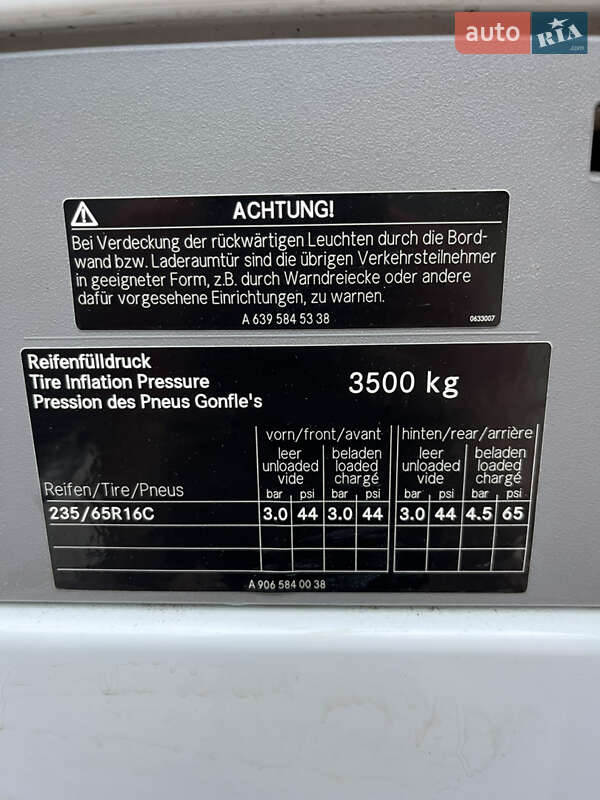 auto RIA.com
ACHTUNG!
Bei Verdeckung der rückwärtigen Leuchten durch die Bord-
wand bzw. Laderaumtür sind die übrigen Verkehrsteilnehmer
in geeigneter Form, z.B. durch Warndreiecke oder andere
dafür vorgesehene Einrichtungen, zu warnen.
A 639 584 53 38 0633007
Reifenfülldruck
Tire Inflation Pressure 3500 kg
Pression des Pneus Gonfle's
vorn/front/avant hinten/rear/arrière
leer beladen leer beladen
unloaded loaded unloaded loaded
vide chargé vide chargé
Reifen/Tire/Pneus bar psi bar psi bar psi bar psi
235/65R16C 3.0 44 3.0 44 3.0 44 4.5 65
A 906 584 00 38